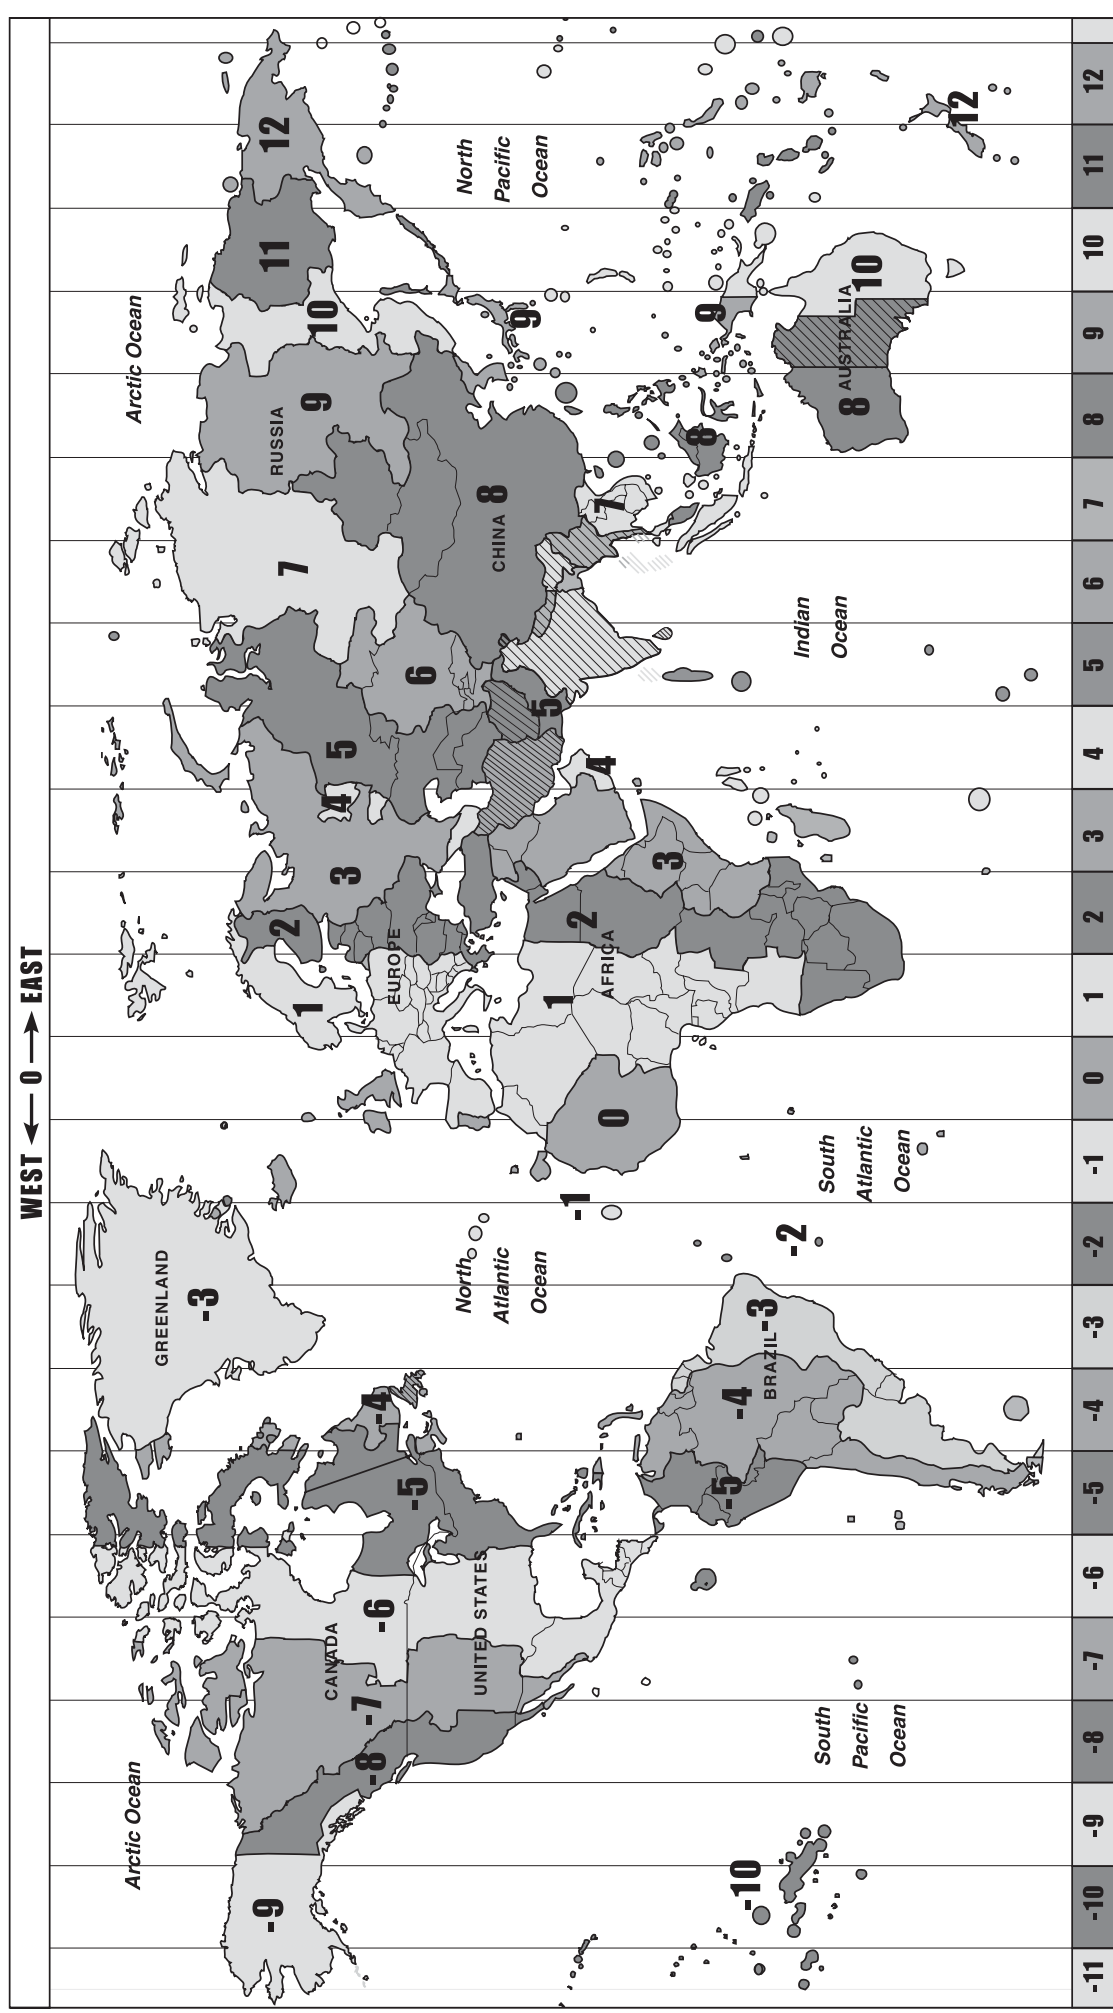 WEST ← 0 → EAST
Arctic Ocean
Arctic Ocean
GREENLAND
-3
-9
12
11
RUSSIA
2
7
1
9
10
CANADA
4
5
3
-7
-8
-6
-4
EUROPE
-5
6
North
Atlantic
Ocean
North
Pacific
Ocean
UNITED STATES
CHINA 8
9
5
1
-1
2
4
AFRICA
7
0
3
8
9
-5
-4
-10
-3
BRAZIL
-2
Indian
Ocean
South
Pacific
Ocean
South
Atlantic
Ocean
AUSTRALIA
8
10
12
-11 -10 -9 -8 -7 -6 -5 -4 -3 -2 -1 0 1 2 3 4 5 6 7 8 9 10 11 12